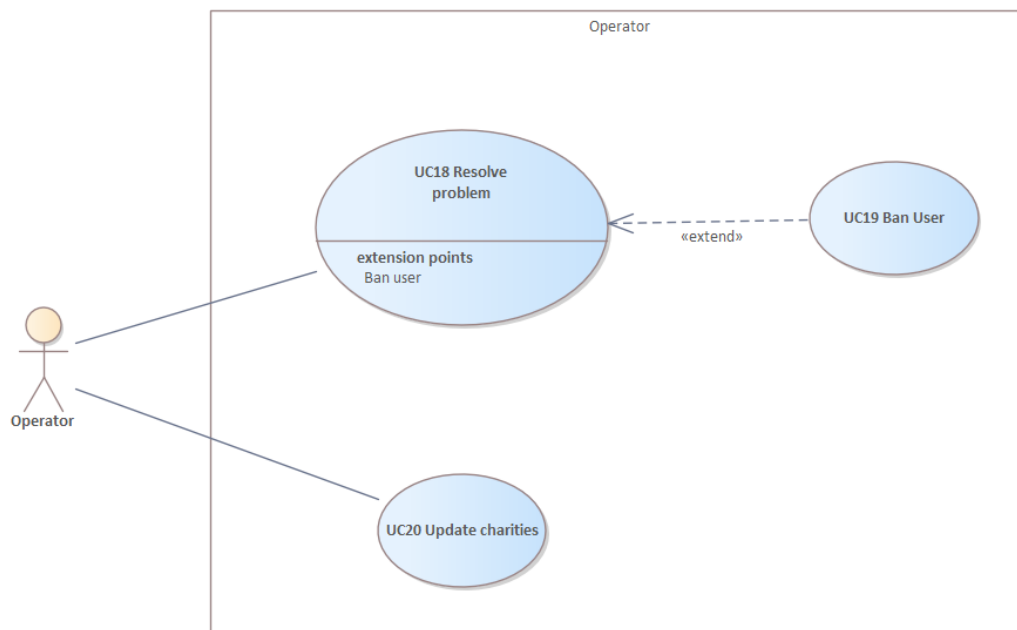 Operator
UC18 Resolve
problem
extension points
Ban user
«extend»
UC19 Ban User
Operator
UC20 Update charities